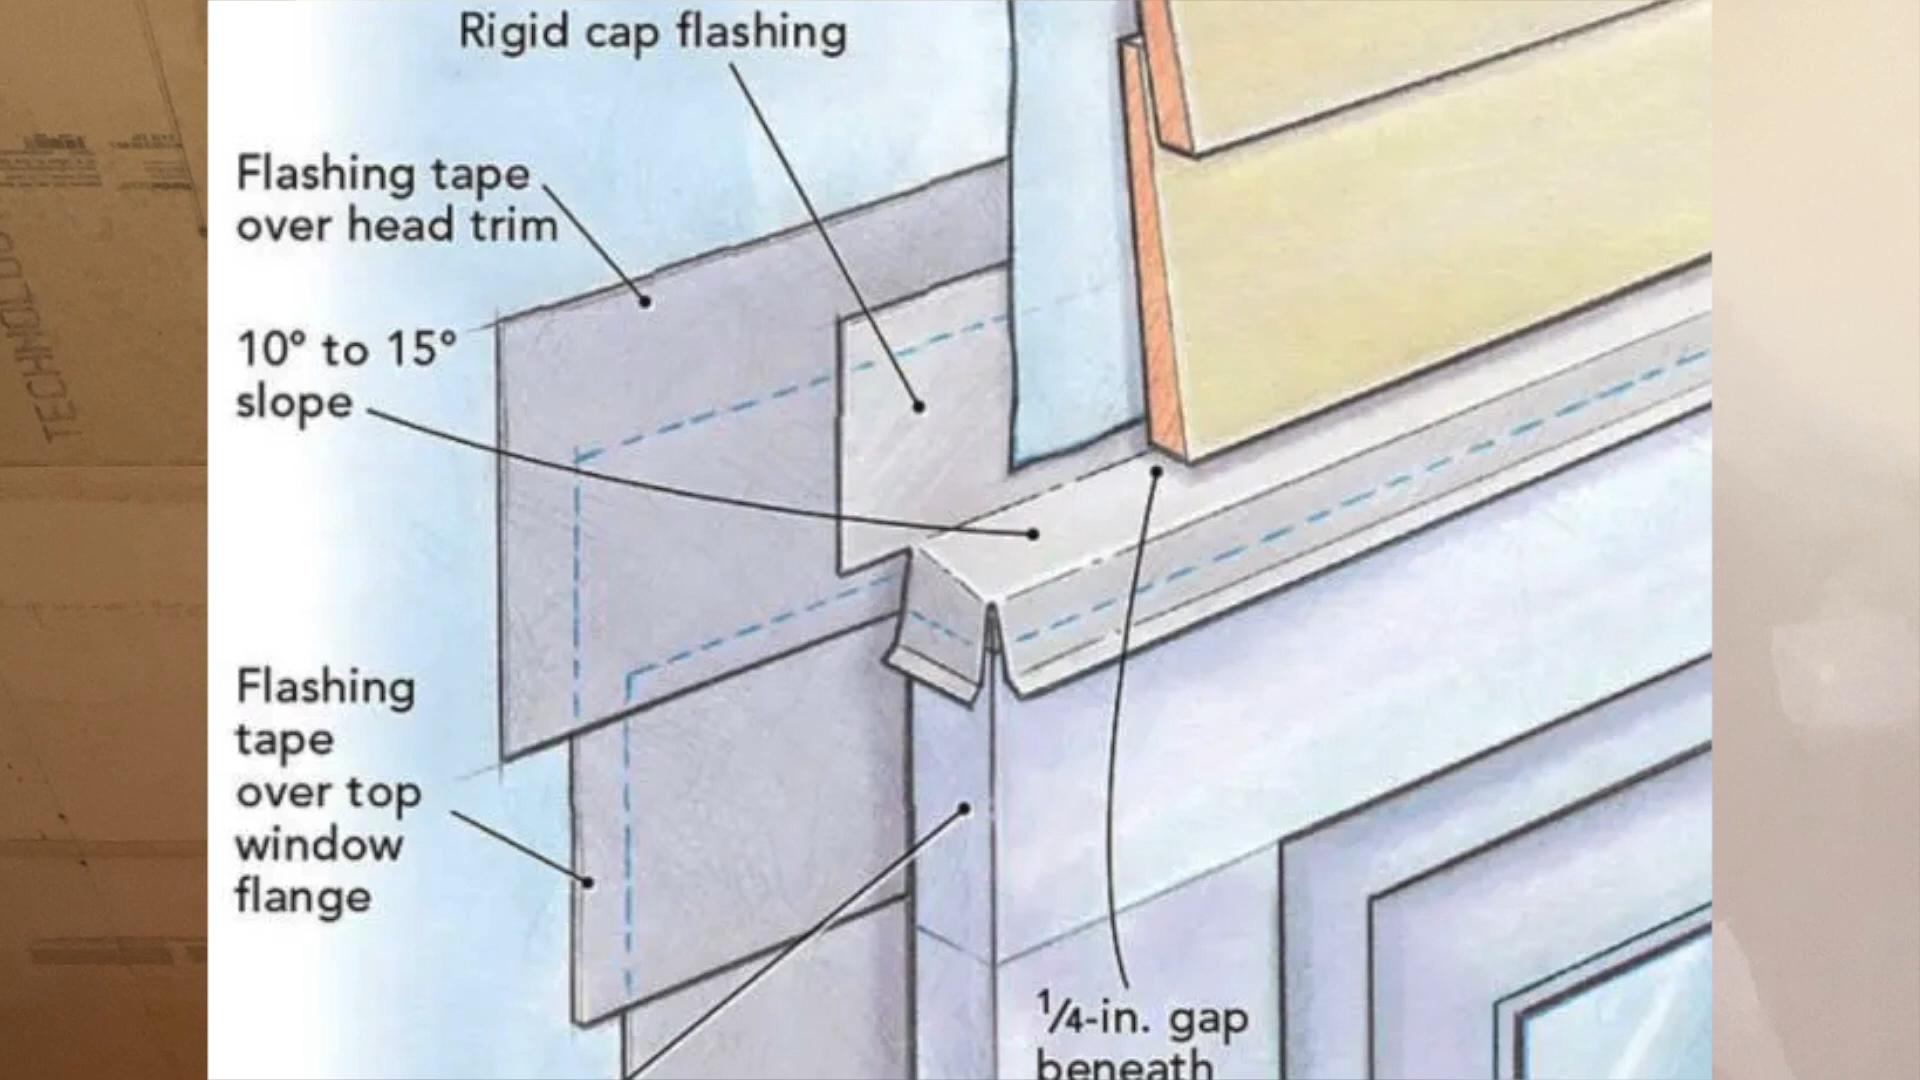 Rigid cap flashing
Flashing tape
over head trim
10° to 15°
slope
Flashing
tape
over top
window
flange
1/4-in. gap
beneath
TECHNOLO